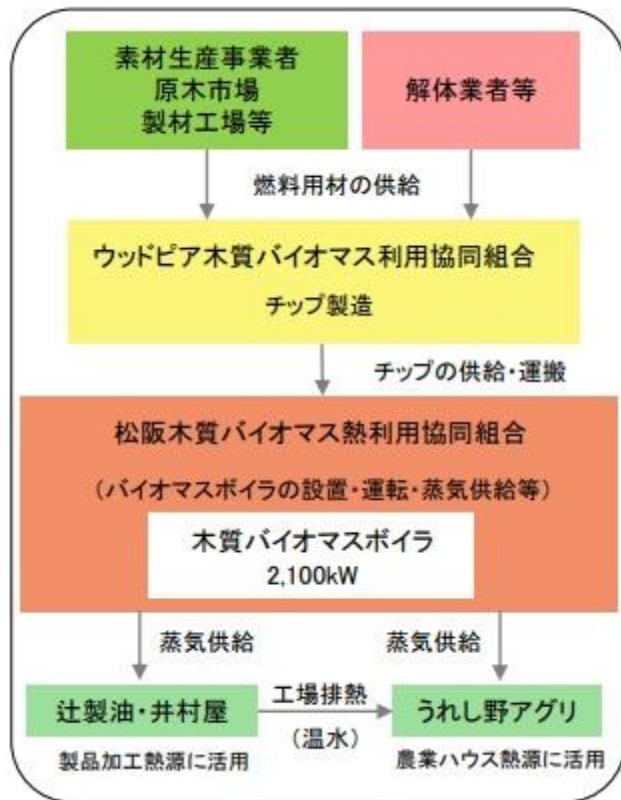 素材生産事業者
原木市場
製材工場等
解体業者等
燃料用材の供給
ウッドピア木質バイオマス利用協同組合
チップ製造
チップの供給・運搬
松阪木質バイオマス熱利用協同組合
（バイオマスボイラの設置・運転・蒸気供給等）
木質バイオマスボイラ
2,100kW
蒸気供給
蒸気供給
辻製油・井村屋
工場排熱
（温水）
うれし野アグリ
製品加工熱源に活用
農業ハウス熱源に活用